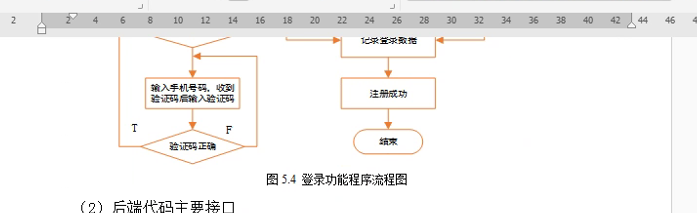 2 2 4 6 8 10 12 14 16 18 20 22 24 26 28 30 32 34 36 38 40 42 44 46 4
记录登录数据
输入手机号码，收到
验证码后输入验证码
注册成功
T
F
验证码正确
结束
图 5.4 登录功能程序流程图
（2）后端代码主要接口